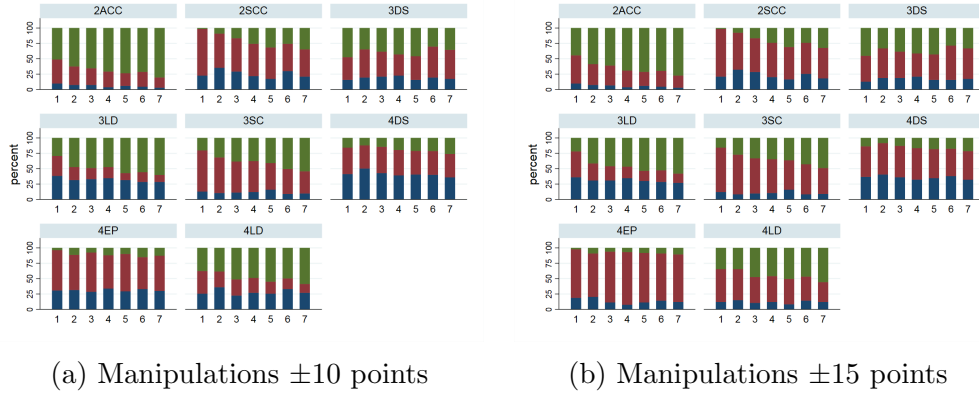 2ACC 2SCC 3DS
0 25 50 75 100
1 2 3 4 5 6 7 1 2 3 4 5 6 7 1 2 3 4 5 6 7
3LD 3SC 4DS
percent
0 25 50 75 100
1 2 3 4 5 6 7 1 2 3 4 5 6 7 1 2 3 4 5 6 7
4EP 4LD
0 25 50 75 100
1 2 3 4 5 6 7 1 2 3 4 5 6 7
(a) Manipulations ±10 points
2ACC 2SCC 3DS
0 25 50 75 100
1 2 3 4 5 6 7 1 2 3 4 5 6 7 1 2 3 4 5 6 7
3LD 3SC 4DS
percent
0 25 50 75 100
1 2 3 4 5 6 7 1 2 3 4 5 6 7 1 2 3 4 5 6 7
4EP 4LD
0 25 50 75 100
1 2 3 4 5 6 7 1 2 3 4 5 6 7
(b) Manipulations ±15 points